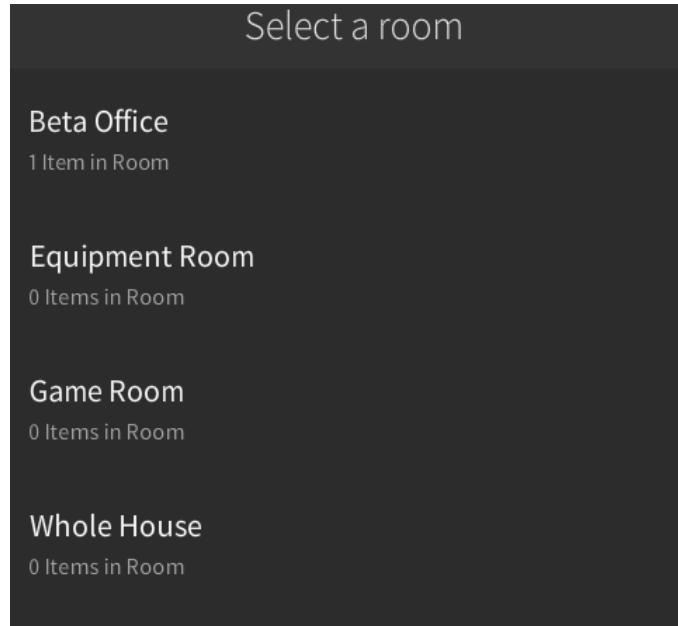 Select a room
Beta Office
1 Item in Room
Equipment Room
0 Items in Room
Game Room
0 Items in Room
Whole House
0 Items in Room